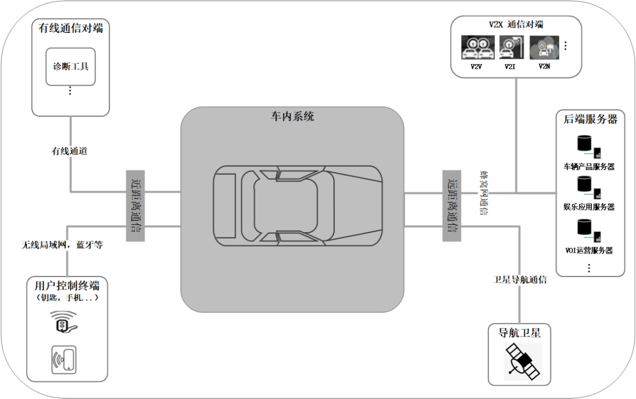 有线通信对端
诊断工具
⋮
有线通道
近距离通信
无线局域网，蓝牙等
用户控制终端
（钥匙，手机...）
车内系统
V2X 通信对端
V2V
V2I
V2N
⋮
远距离通信
蜂窝网通信
后端服务器
车辆产品服务器
娱乐应用服务器
VOI运营服务器
⋮
卫星导航通信
导航卫星